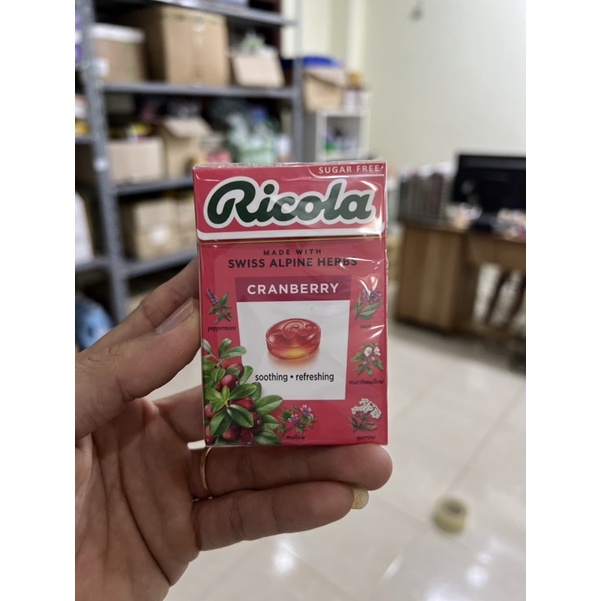 SUGAR FREE
Ricola
MADE WITH
SWISS ALPINE HERBS
CRANBERRY
peppermint
marshmallow
soothing • refreshing
mallow
yarrow